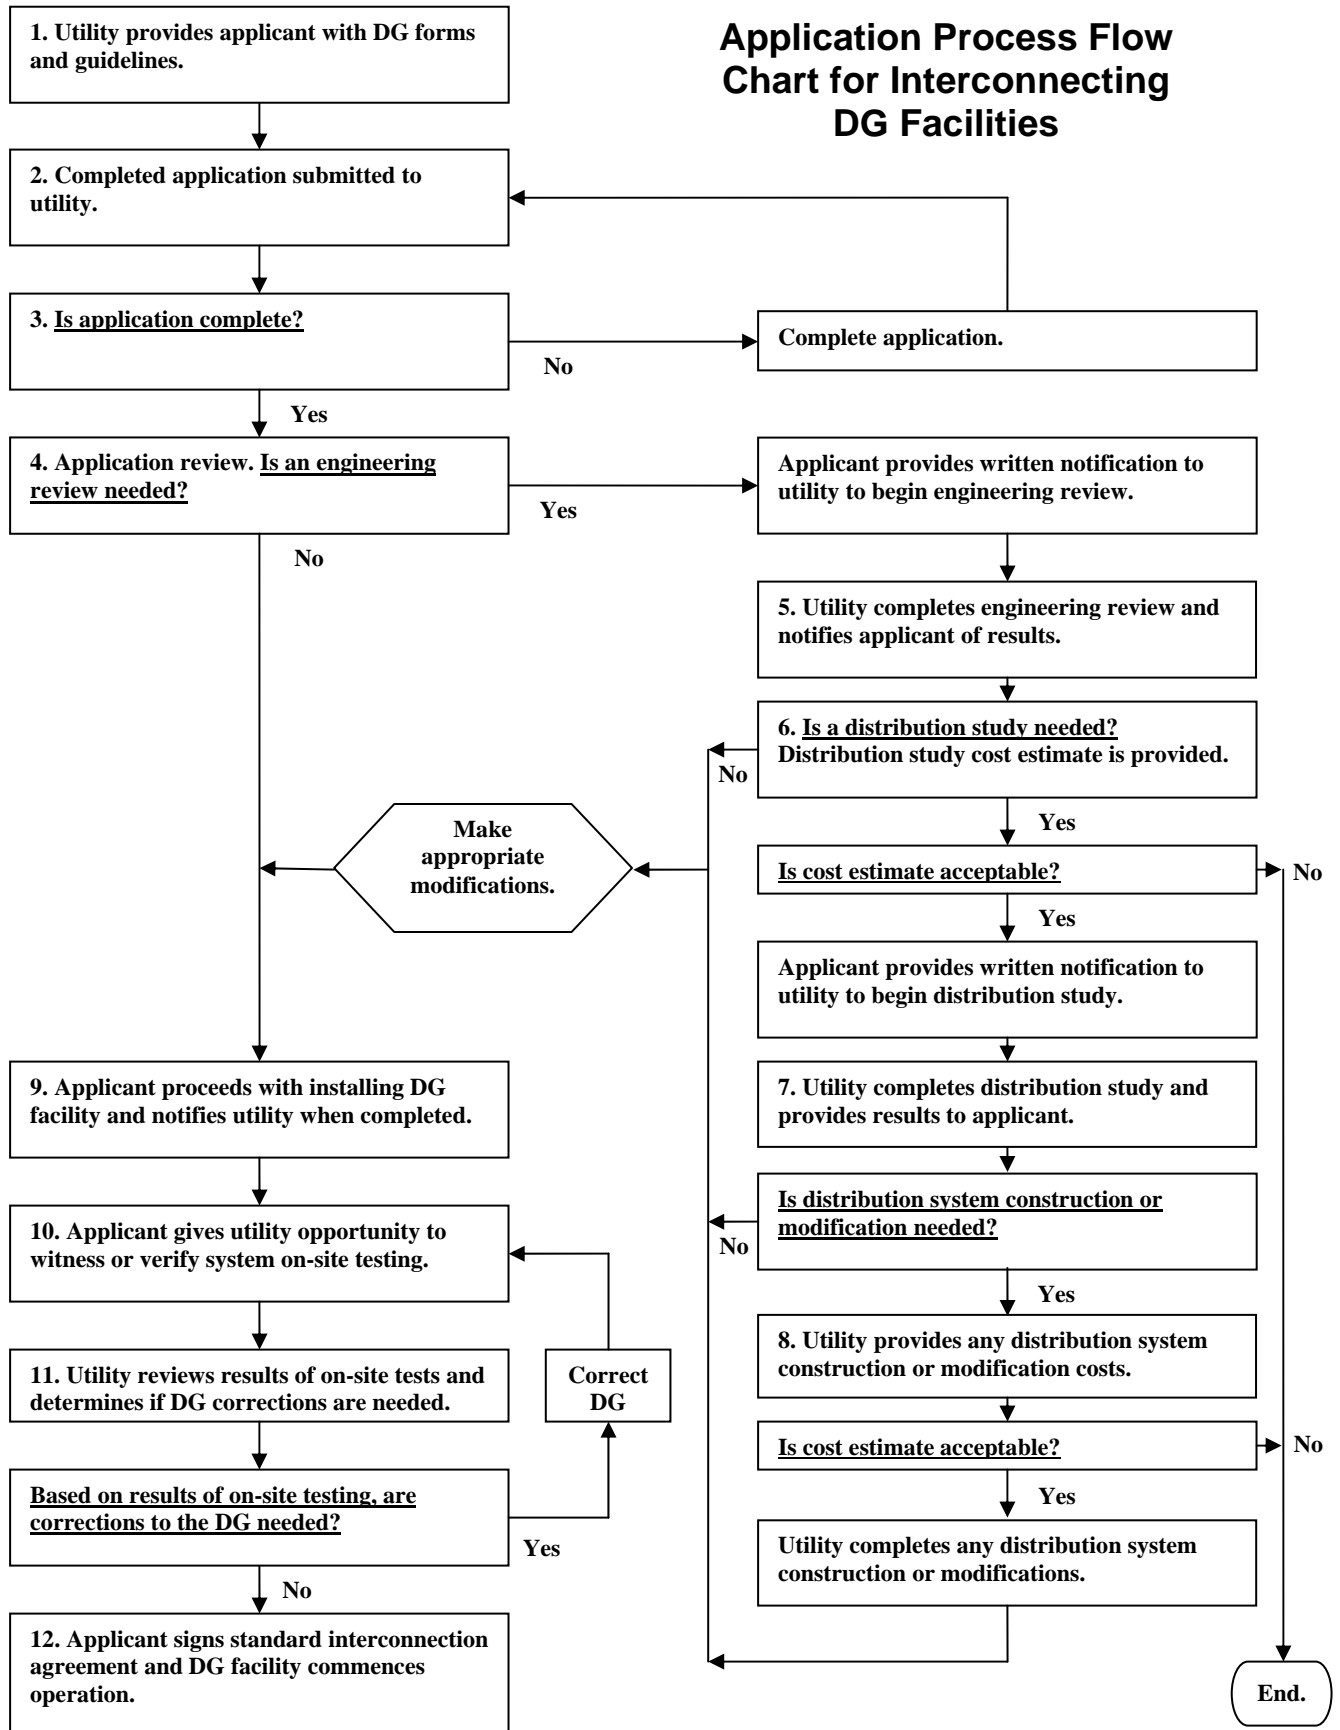 Application Process Flow
Chart for Interconnecting
DG Facilities
1. Utility provides applicant with DG forms
and guidelines.
2. Completed application submitted to
utility.
3. Is application complete?
No
Complete application.
Yes
4. Application review. Is an engineering
review needed?
Yes
No
Applicant provides written notification to
utility to begin engineering review.
5. Utility completes engineering review and
notifies applicant of results.
6. Is a distribution study needed?
Distribution study cost estimate is provided.
No
Yes
Make
appropriate
modifications.
Is cost estimate acceptable?
No
Yes
Applicant provides written notification to
utility to begin distribution study.
7. Utility completes distribution study and
provides results to applicant.
Is distribution system construction or
modification needed?
No
Yes
8. Utility provides any distribution system
construction or modification costs.
Is cost estimate acceptable?
No
Yes
Utility completes any distribution system
construction or modifications.
End.
9. Applicant proceeds with installing DG
facility and notifies utility when completed.
10. Applicant gives utility opportunity to
witness or verify system on-site testing.
11. Utility reviews results of on-site tests and
determines if DG corrections are needed.
Correct
DG
Based on results of on-site testing, are
corrections to the DG needed?
Yes
No
12. Applicant signs standard interconnection
agreement and DG facility commences
operation.